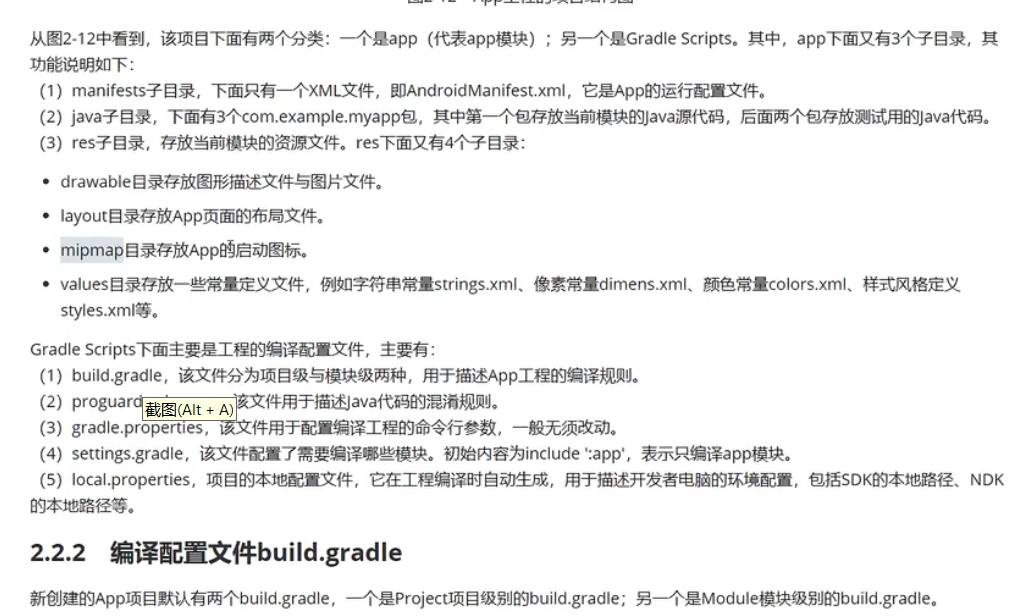 从图2-12中看到，该项目下面有两个分类：一个是app（代表app模块）；另一个是Gradle Scripts。其中，app下面又有3个子目录，其
功能说明如下：
（1）manifests子目录，下面只有一个XML文件，即AndroidManifest.xml，它是App的运行配置文件。
（2）java子目录，下面有3个com.example.myapp包，其中第一个包存放当前模块的Java源代码，后面两个包存放测试用的Java代码。
（3）res子目录，存放当前模块的资源文件。res下面又有4个子目录：
• drawable目录存放图形描述文件与图片文件。
• layout目录存放App页面的布局文件。
• mipmap目录存放App的启动图标。
• values目录存放一些常量定义文件，例如字符串常量strings.xml、像素常量dimens.xml、颜色常量colors.xml、样式风格定义
styles.xml等。
Gradle Scripts下面主要是工程的编译配置文件，主要有：
（1）build.gradle，该文件分为项目级与模块级两种，用于描述App工程的编译规则。
（2）proguard 该文件用于描述Java代码的混淆规则。
截图(Alt + A)
（3）gradle.properties，该文件用于配置编译工程的命令行参数，一般无须改动。
（4）settings.gradle，该文件配置了需要编译哪些模块。初始内容为include ':app'，表示只编译app模块。
（5）local.properties，项目的本地配置文件，它在工程编译时自动生成，用于描述开发者电脑的环境配置，包括SDK的本地路径、NDK
的本地路径等。
2.2.2 编译配置文件build.gradle
新创建的App项目默认有两个build.gradle，一个是Project项目级别的build.gradle；另一个是Module模块级别的build.gradle。